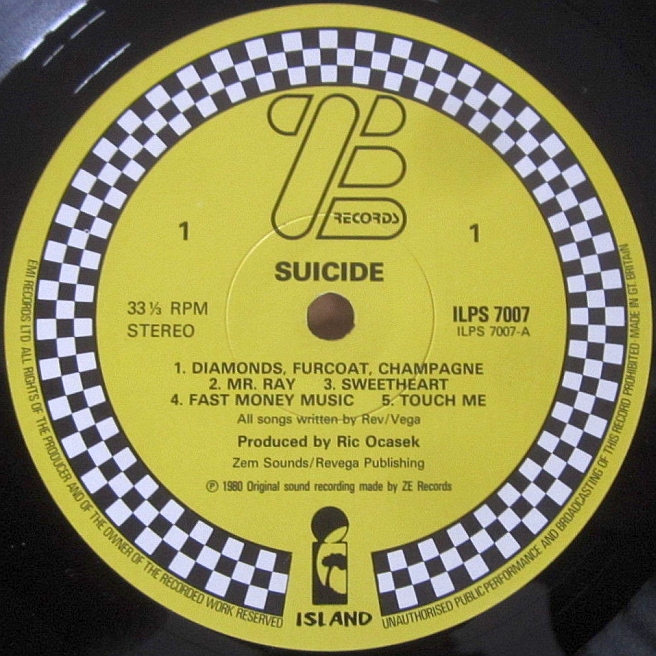 ZE
RECORDS
1 1
SUICIDE
33⅓ RPM
STEREO
ILPS 7007
ILPS 7007-A
1. DIAMONDS, FURCOAT, CHAMPAGNE
2. MR. RAY 3. SWEETHEART
4. FAST MONEY MUSIC 5. TOUCH ME
All songs written by Rev/Vega
Produced by Ric Ocasek
Zem Sounds/Revega Publishing
℗ 1980 Original sound recording made by ZE Records
ISLAND
EMI RECORDS LTD. ALL RIGHTS OF THE PRODUCER AND OF THE OWNER OF THE RECORDED WORK RESERVED
UNAUTHORISED PUBLIC PERFORMANCE AND BROADCASTING OF THIS RECORD PROHIBITED·MADE IN GT. BRITAIN